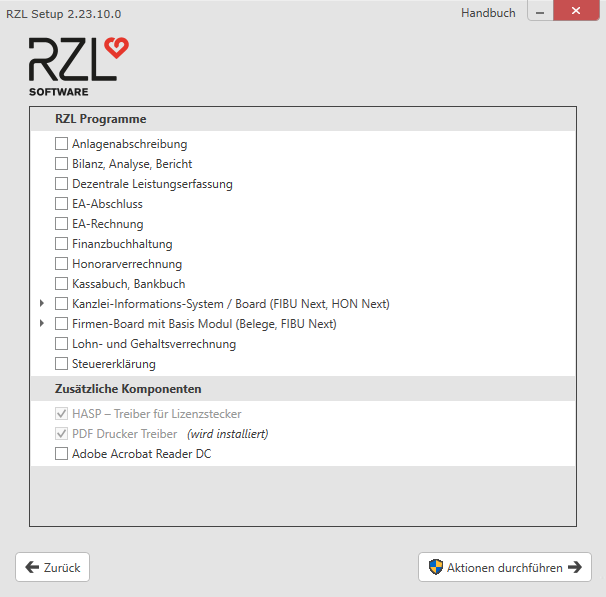 RZL Setup 2.23.10.0
Handbuch
RZL
SOFTWARE
RZL Programme
Anlagenabschreibung
Bilanz, Analyse, Bericht
Dezentrale Leistungserfassung
EA-Abschluss
EA-Rechnung
Finanzbuchhaltung
Honorarverrechnung
Kassabuch, Bankbuch
Kanzlei-Informations-System / Board (FIBU Next, HON Next)
Firmen-Board mit Basis Modul (Belege, FIBU Next)
Lohn- und Gehaltsverrechnung
Steuererklärung
Zusätzliche Komponenten
HASP – Treiber für Lizenzstecker
PDF Drucker Treiber (wird installiert)
Adobe Acrobat Reader DC
Zurück
Aktionen durchführen